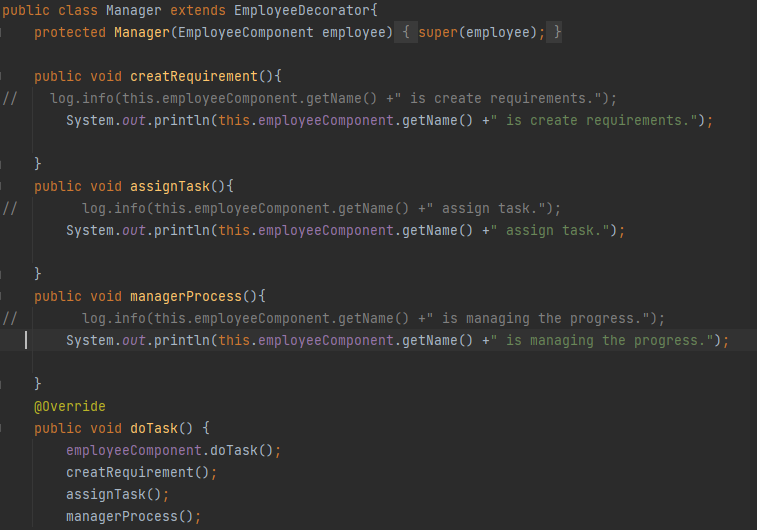 public class Manager extends EmployeeDecorator{
    protected Manager(EmployeeComponent employee) { super(employee); }
    public void creatRequirement(){
//    log.info(this.employeeComponent.getName() +" is create requirements.");
        System.out.println(this.employeeComponent.getName() +" is create requirements.");
    }
    public void assignTask(){
//        log.info(this.employeeComponent.getName() +" assign task.");
        System.out.println(this.employeeComponent.getName() +" assign task.");
    }
    public void managerProcess(){
//        log.info(this.employeeComponent.getName() +" is managing the progress.");
        System.out.println(this.employeeComponent.getName() +" is managing the progress.");
    }
    @Override
    public void doTask() {
        employeeComponent.doTask();
        creatRequirement();
        assignTask();
        managerProcess();